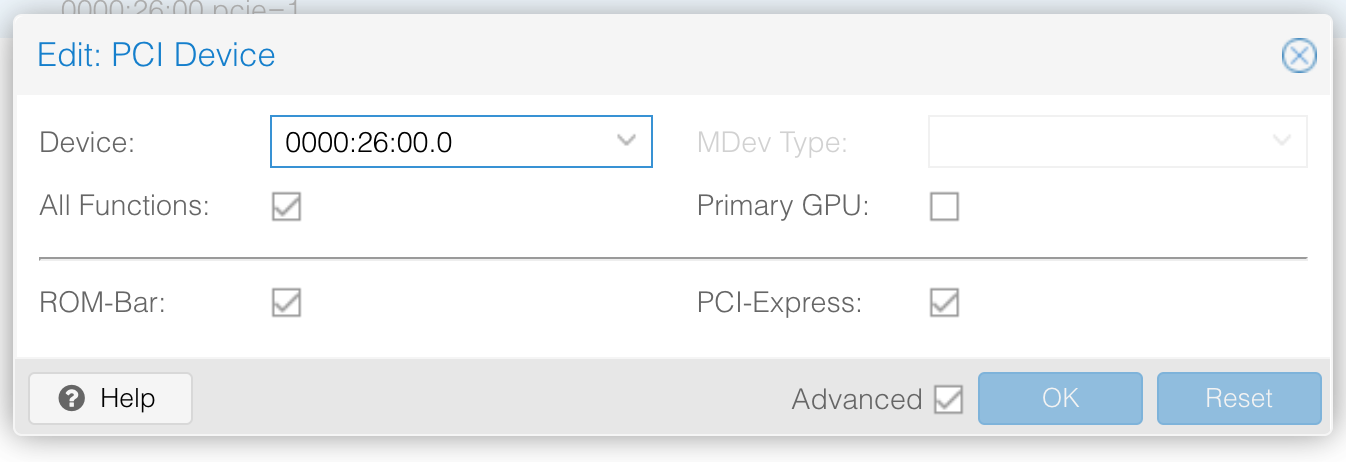 0000:26:00,pcie=1
Edit: PCI Device
Device: 0000:26:00.0 MDev Type:
All Functions: Primary GPU:
ROM-Bar: PCI-Express:
Help Advanced OK Reset